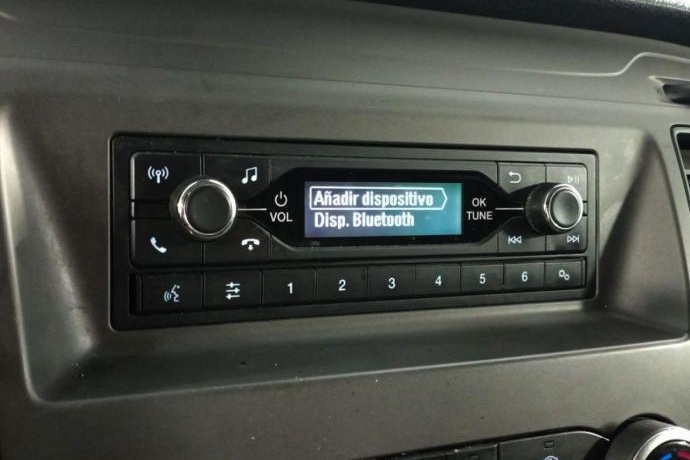 Añadir dispositivo
Disp. Bluetooth
VOL
OK
TUNE
1 2 3 4 5 6